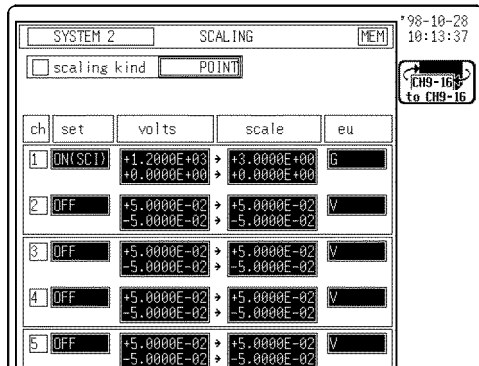 '98-10-28
10:13:37
SYSTEM 2 SCALING MEM
scaling kind POINT
CH9-16
to CH9-16
ch set volts scale eu
1 ON(SCI) +1.2000E+03 → +3.0000E+00 G
+0.0000E+00 → +0.0000E+00
2 OFF +5.0000E-02 → +5.0000E-02 V
-5.0000E-02 → -5.0000E-02
3 OFF +5.0000E-02 → +5.0000E-02 V
-5.0000E-02 → -5.0000E-02
4 OFF +5.0000E-02 → +5.0000E-02 V
-5.0000E-02 → -5.0000E-02
5 OFF +5.0000E-02 → +5.0000E-02 V
-5.0000E-02 → -5.0000E-02